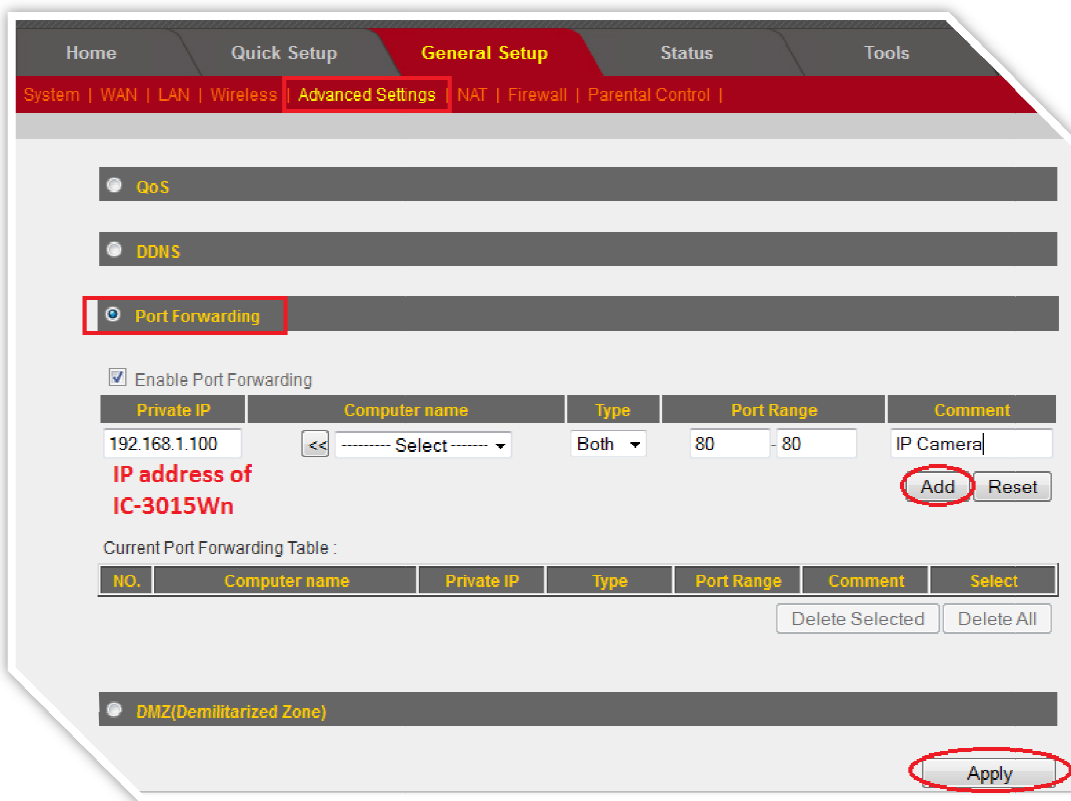 Home Quick Setup General Setup Status Tools
System | WAN | LAN | Wireless | Advanced Settings | NAT | Firewall | Parental Control |
QoS
DDNS
Port Forwarding
Enable Port Forwarding
Private IP Computer name Type Port Range Comment
192.168.1.100 << --------- Select ------- Both 80 - 80 IP Camera
IP address of
IC-3015Wn
Add Reset
Current Port Forwarding Table :
NO. Computer name Private IP Type Port Range Comment Select
Delete Selected Delete All
DMZ(Demilitarized Zone)
Apply